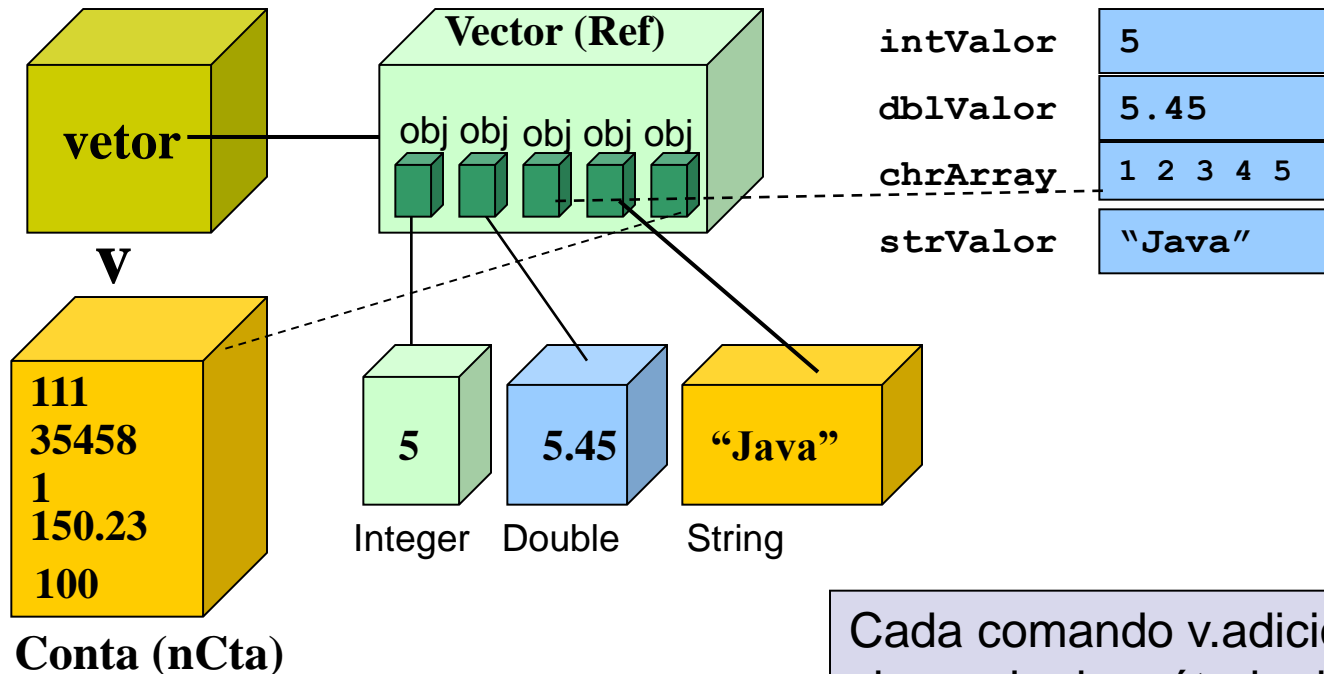 Vector (Ref)
vetor
obj obj obj obj obj
v
intValor 5
dblValor 5.45
chrArray 1 2 3 4 5
strValor “Java”
111
35458
1
150.23
100
Conta (nCta)
5
Integer
5.45
Double
“Java”
String
Cada comando v.adicio